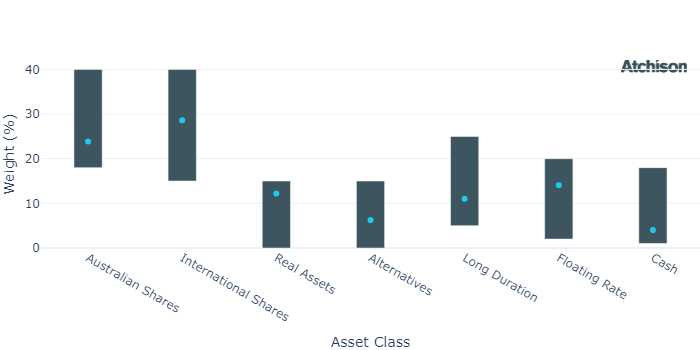 Atchison
Weight (%)
40
30
20
10
0
Australian Shares
International Shares
Real Assets
Alternatives
Long Duration
Floating Rate
Cash
Asset Class